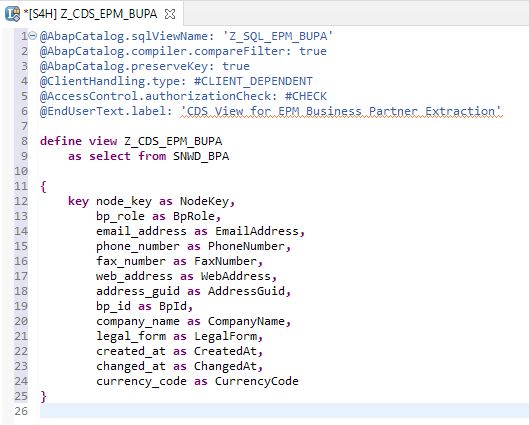 *[S4H] Z_CDS_EPM_BUPA
1 @AbapCatalog.sqlViewName: 'Z_SQL_EPM_BUPA'
2 @AbapCatalog.compiler.compareFilter: true
3 @AbapCatalog.preserveKey: true
4 @ClientHandling.type: #CLIENT_DEPENDENT
5 @AccessControl.authorizationCheck: #CHECK
6 @EndUserText.label: 'CDS View for EPM Business Partner Extraction'
7
8 define view Z_CDS_EPM_BUPA
9     as select from SNWD_BPA
10
11 {
12     key node_key as NodeKey,
13         bp_role as BpRole,
14         email_address as EmailAddress,
15         phone_number as PhoneNumber,
16         fax_number as FaxNumber,
17         web_address as WebAddress,
18         address_guid as AddressGuid,
19         bp_id as BpId,
20         company_name as CompanyName,
21         legal_form as LegalForm,
22         created_at as CreatedAt,
23         changed_at as ChangedAt,
24         currency_code as CurrencyCode
25 }
26